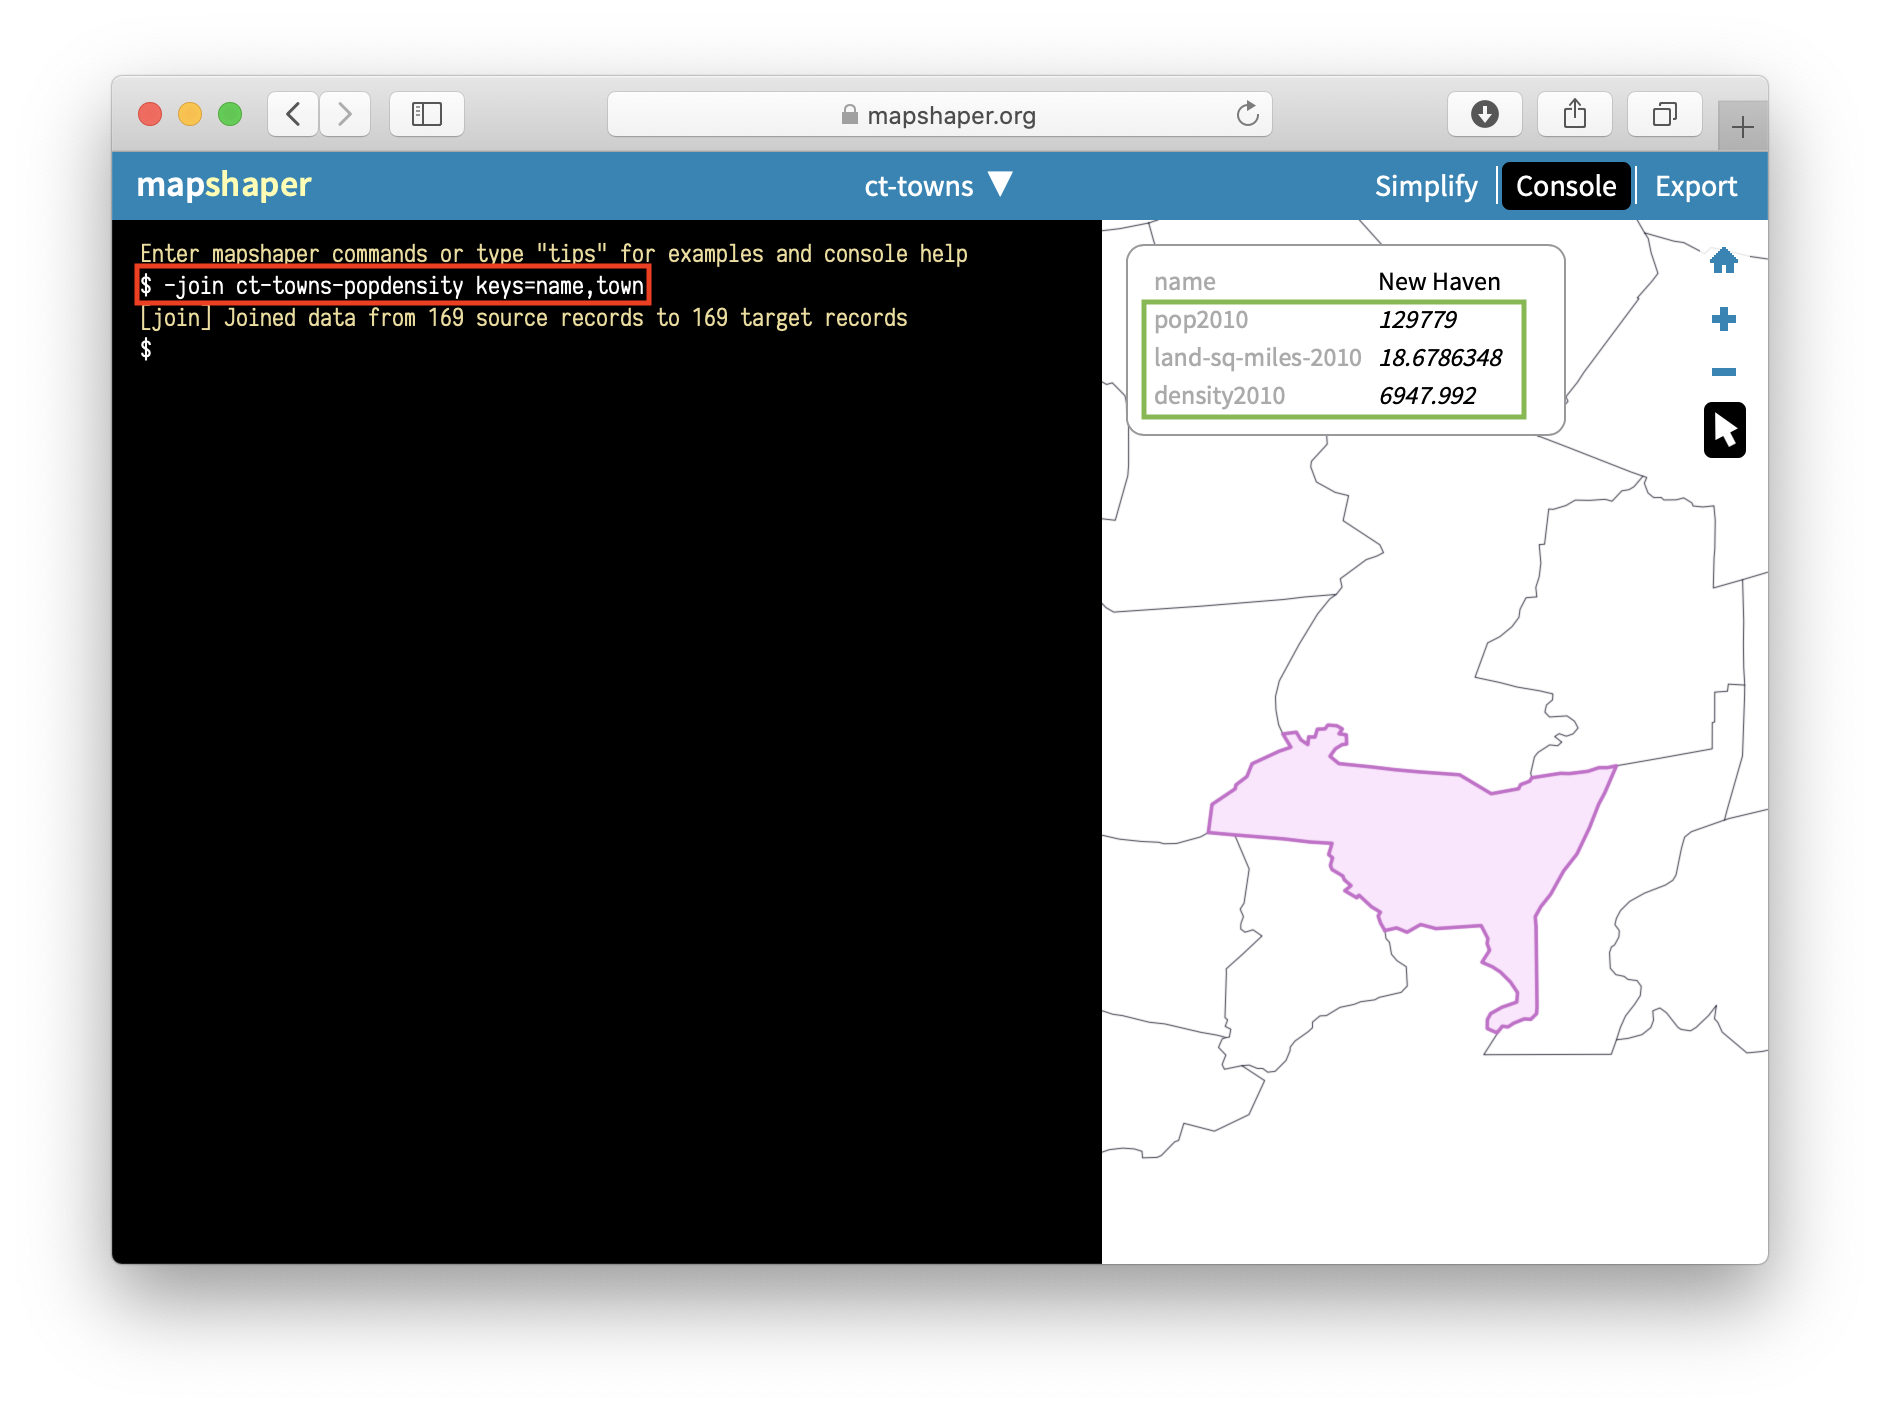 mapshaper.org
mapshaper
ct-towns
Simplify
Console
Export
Enter mapshaper commands or type "tips" for examples and console help
$ -join ct-towns-popdensity keys=name,town
[join] Joined data from 169 source records to 169 target records
$
name New Haven
pop2010 129779
land-sq-miles-2010 18.6786348
density2010 6947.992